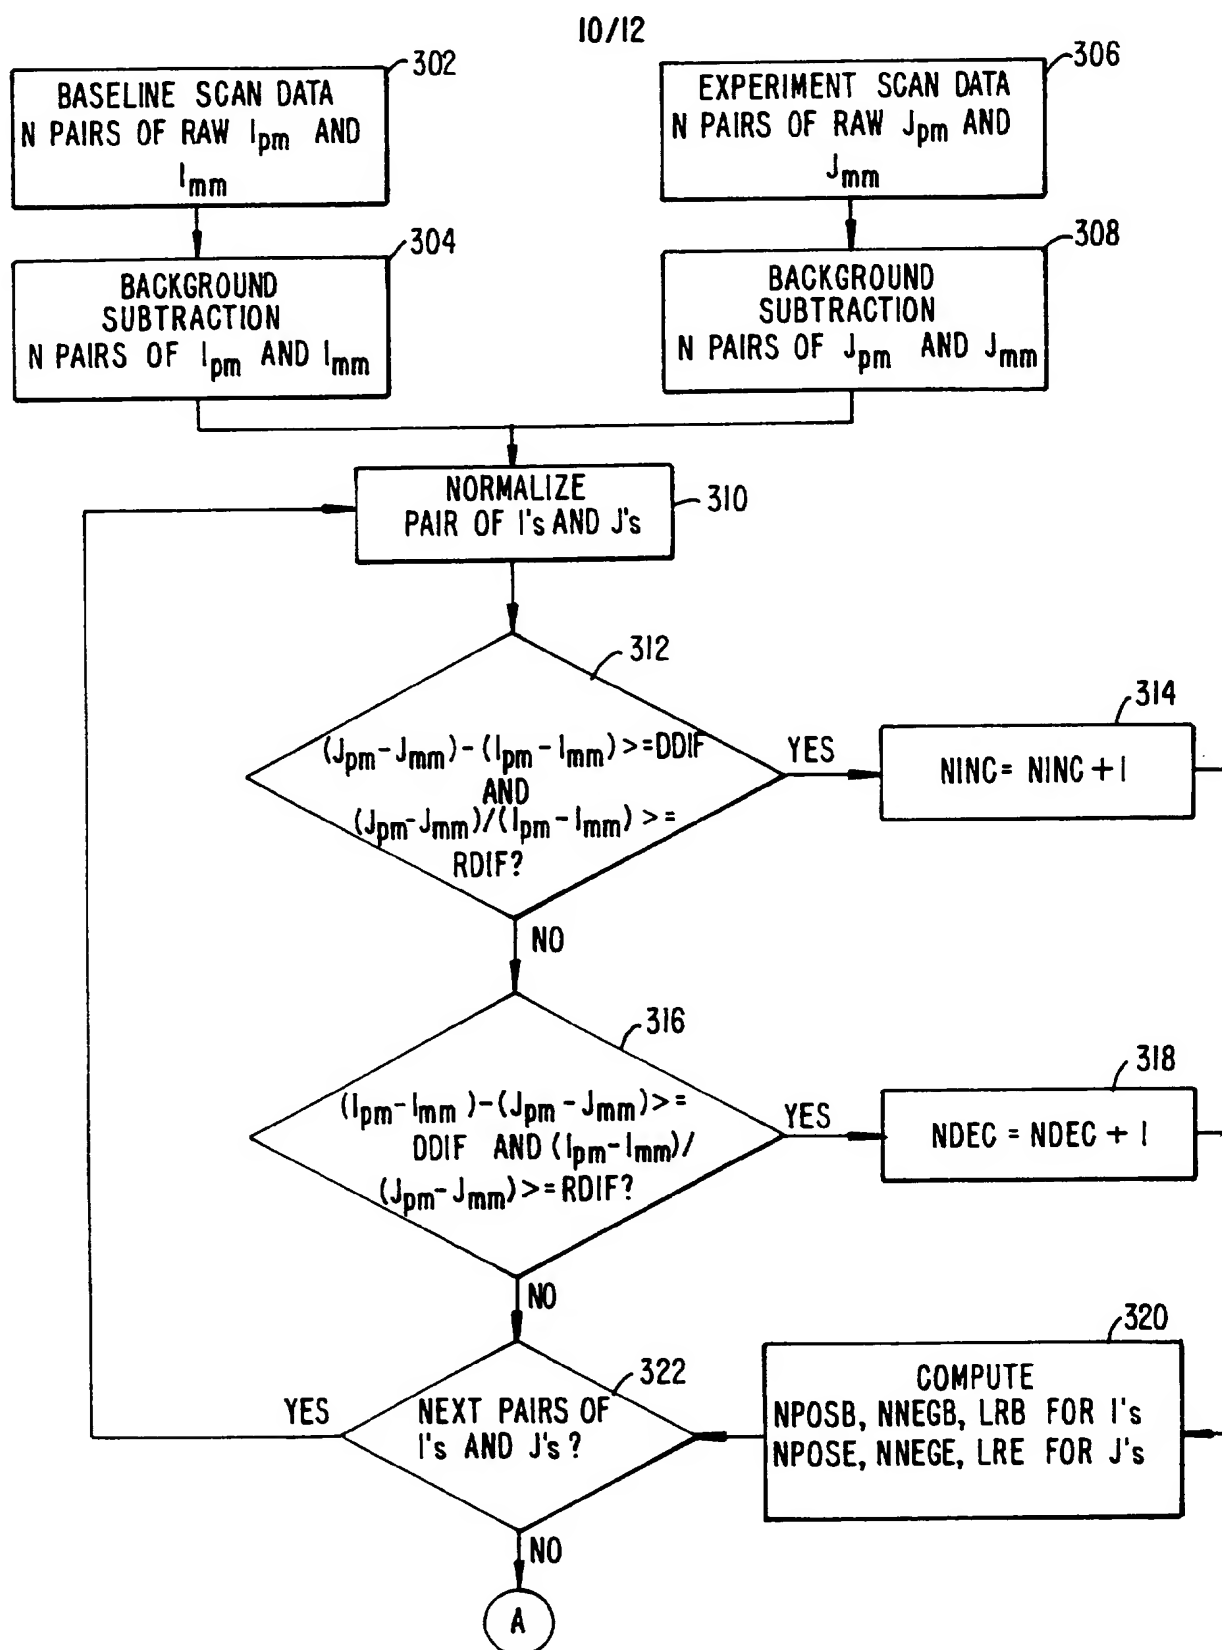 10/12
302
BASELINE SCAN DATA
N PAIRS OF RAW Ipm AND
Imm
306
EXPERIMENT SCAN DATA
N PAIRS OF RAW Jpm AND
Jmm
304
BACKGROUND
SUBTRACTION
N PAIRS OF Ipm AND Imm
308
BACKGROUND
SUBTRACTION
N PAIRS OF Jpm AND Jmm
NORMALIZE
PAIR OF I's AND J's
310
312
(Jpm-Jmm)-(Ipm-Imm)>=DDIF
AND
(Jpm-Jmm)/(Ipm-Imm)>=
RDIF?
YES
314
NINC=NINC+1
NO
316
(Ipm-Imm)-(Jpm-Jmm)>=
DDIF AND (Ipm-Imm)/
(Jpm-Jmm)>=RDIF?
YES
318
NDEC=NDEC+1
NO
322
NEXT PAIRS OF
I's AND J's?
YES
320
COMPUTE
NPOSB, NNEGB, LRB FOR I's
NPOSE, NNEGE, LRE FOR J's
NO
A